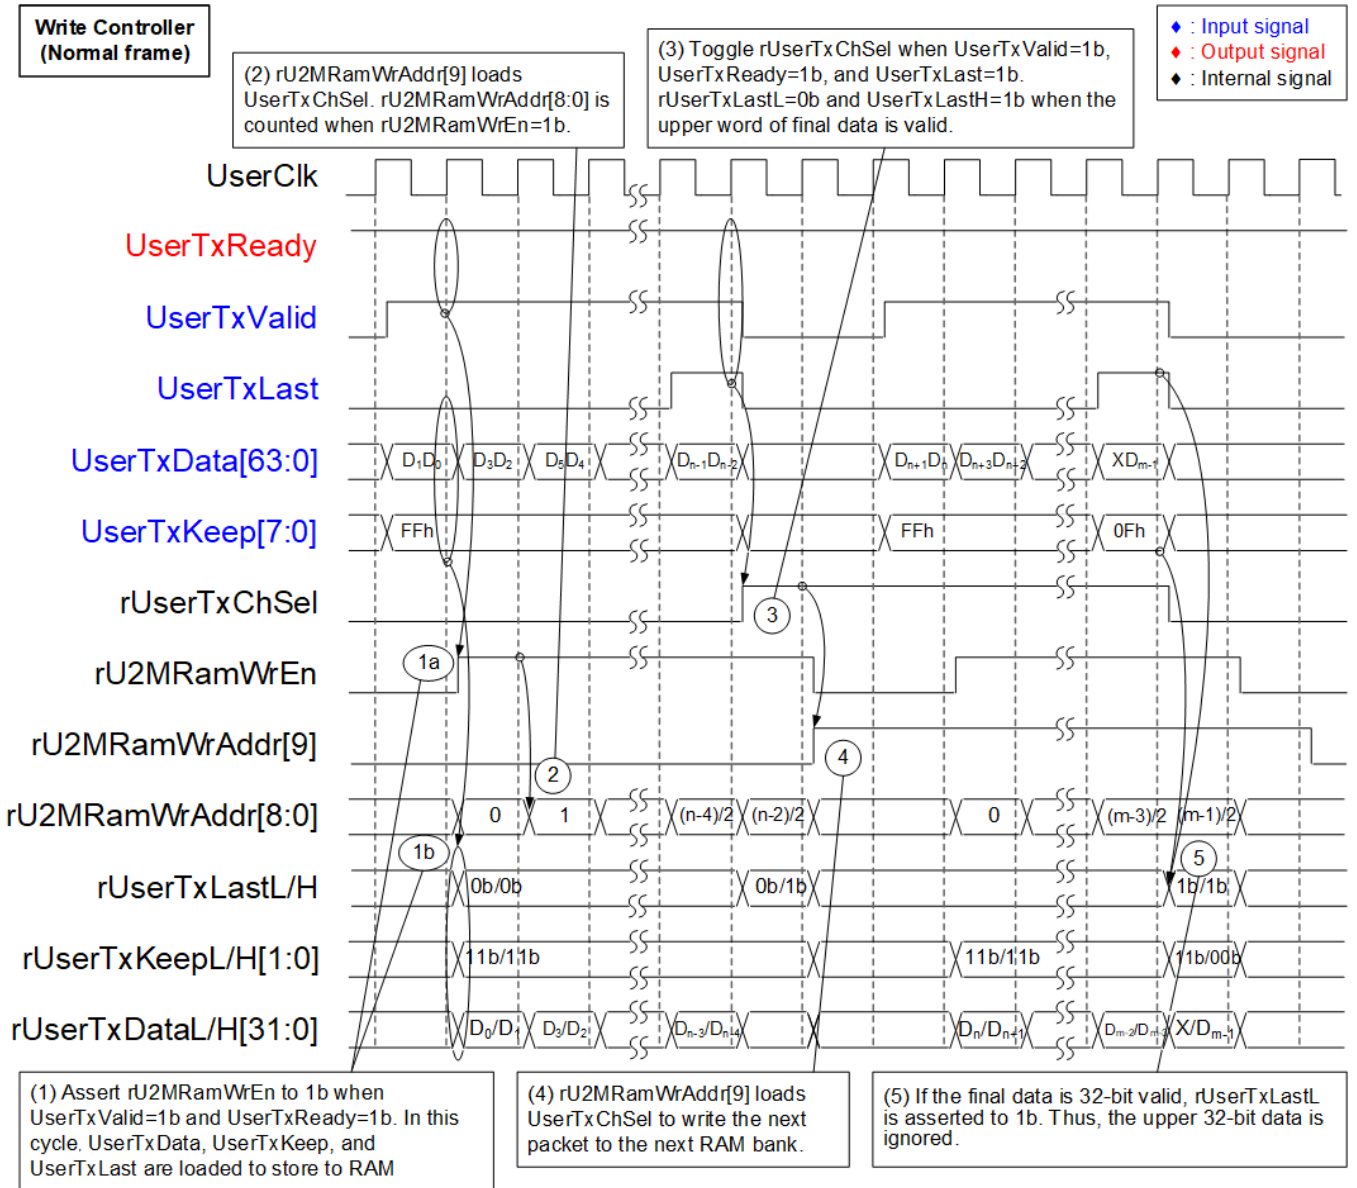 Write Controller
(Normal frame)
(2) rU2MRamWrAddr[9] loads
UserTxChSel. rU2MRamWrAddr[8:0] is
counted when rU2MRamWrEn=1b.
(3) Toggle rUserTxChSel when UserTxValid=1b,
UserTxReady=1b, and UserTxLast=1b.
rUserTxLastL=0b and UserTxLastH=1b when the
upper word of final data is valid.
♦ : Input signal
♦ : Output signal
♦ : Internal signal
UserClk
UserTxReady
UserTxValid
UserTxLast
UserTxData[63:0] D1D0 D3D2 D5D4 Dn-1Dn-2 Dn+1Dn Dn+3Dn+2 XDm-1
UserTxKeep[7:0] FFh FFh 0Fh
rUserTxChSel 3
rU2MRamWrEn 1a
rU2MRamWrAddr[9] 2 4
rU2MRamWrAddr[8:0] 0 1 (n-4)/2 (n-2)/2 0 (m-3)/2 (m-1)/2
1b 5
rUserTxLastL/H 0b/0b 0b/1b 1b/1b
rUserTxKeepL/H[1:0] 11b/11b 11b/11b 11b/00b
rUserTxDataL/H[31:0] D0/D1 D3/D2 Dn-3/Dn-4 Dn/Dn+1 Dm-2/Dm-3 X/Dm-1
(1) Assert rU2MRamWrEn to 1b when
UserTxValid=1b and UserTxReady=1b. In this
cycle, UserTxData, UserTxKeep, and
UserTxLast are loaded to store to RAM
(4) rU2MRamWrAddr[9] loads
UserTxChSel to write the next
packet to the next RAM bank.
(5) If the final data is 32-bit valid, rUserTxLastL
is asserted to 1b. Thus, the upper 32-bit data is
ignored.